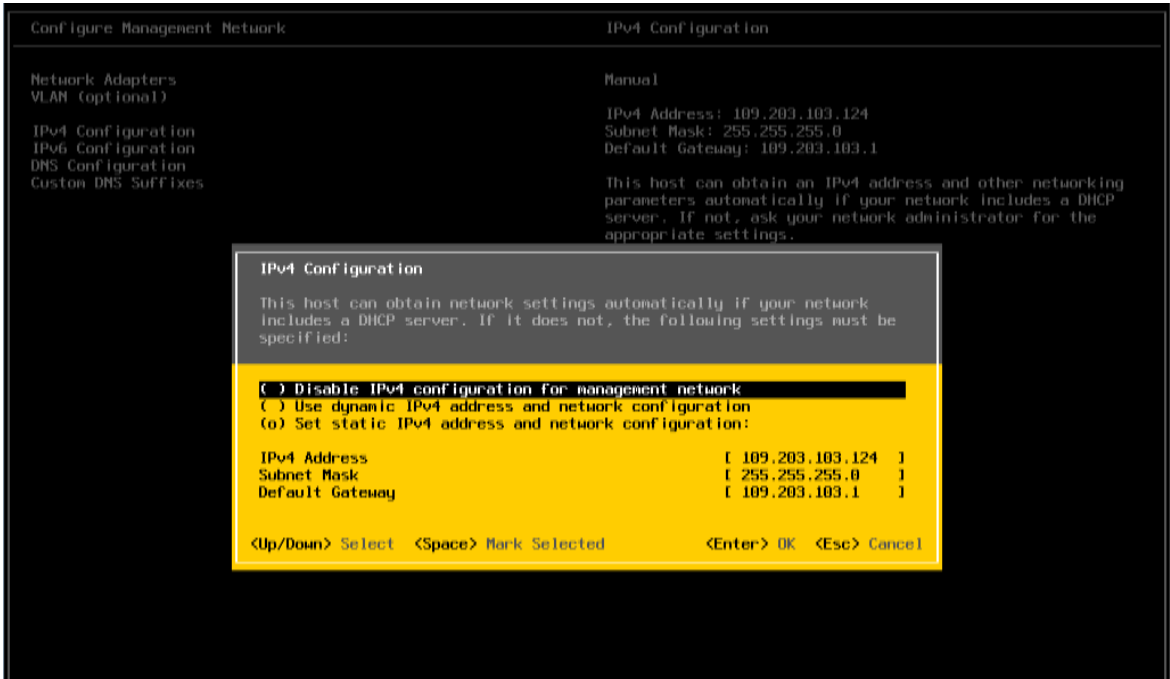 Configure Management Network
IPv4 Configuration
Network Adapters
VLAN (optional)
IPv4 Configuration
IPv6 Configuration
DNS Configuration
Custom DNS Suffixes
Manual
IPv4 Address: 109.203.103.124
Subnet Mask: 255.255.255.0
Default Gateway: 109.203.103.1
This host can obtain an IPv4 address and other networking
parameters automatically if your network includes a DHCP
server. If not, ask your network administrator for the
appropriate settings.
IPv4 Configuration
This host can obtain network settings automatically if your network
includes a DHCP server. If it does not, the following settings must be
specified:
( ) Disable IPv4 configuration for management network
( ) Use dynamic IPv4 address and network configuration
(o) Set static IPv4 address and network configuration:
IPv4 Address [ 109.203.103.124 ]
Subnet Mask [ 255.255.255.0 ]
Default Gateway [ 109.203.103.1 ]
<Up/Down> Select <Space> Mark Selected <Enter> OK <Esc> Cancel